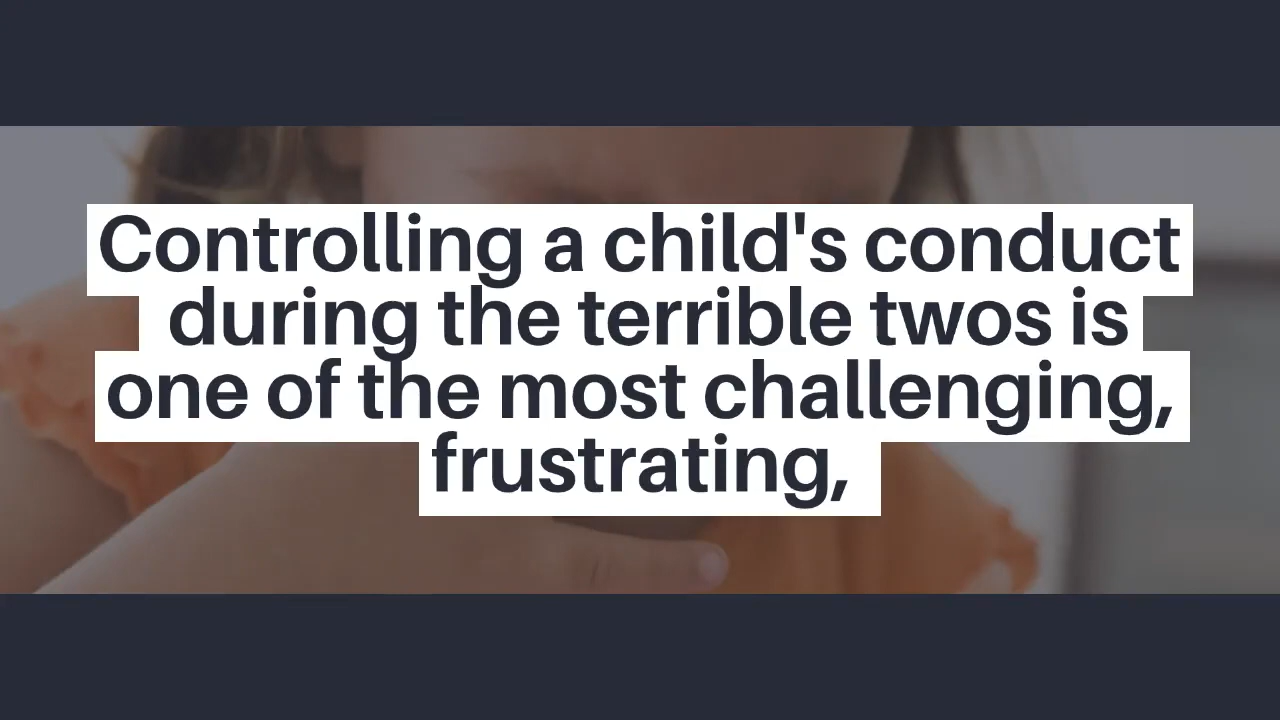 Controlling a child's conduct
during the terrible twos is
one of the most challenging,
frustrating,